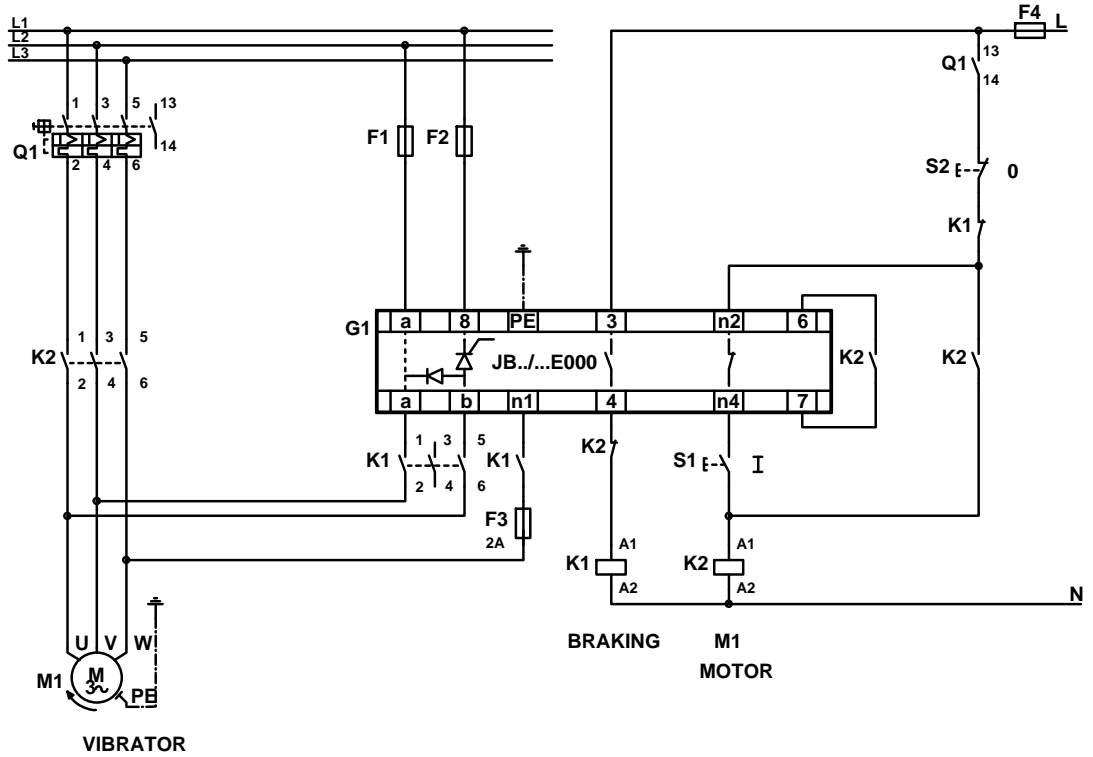 F4
L1
L
L2
L3
Q1 13
14
1 3 5 13
F1 F2
Q1 14
2 4 6
S2 0
K1
G1 a 8 PE 3 n2 6
1 3 5
K2 JB../...E000 K2 K2
2 4 6
a b n1 4 n4 7
1 3 5
K1 K1 K2 S1 I
2 4 6
F3
2A A1 A1
K1 K2
A2 A2
N
U V W
BRAKING M1
M MOTOR
M1 3~
PE
VIBRATOR